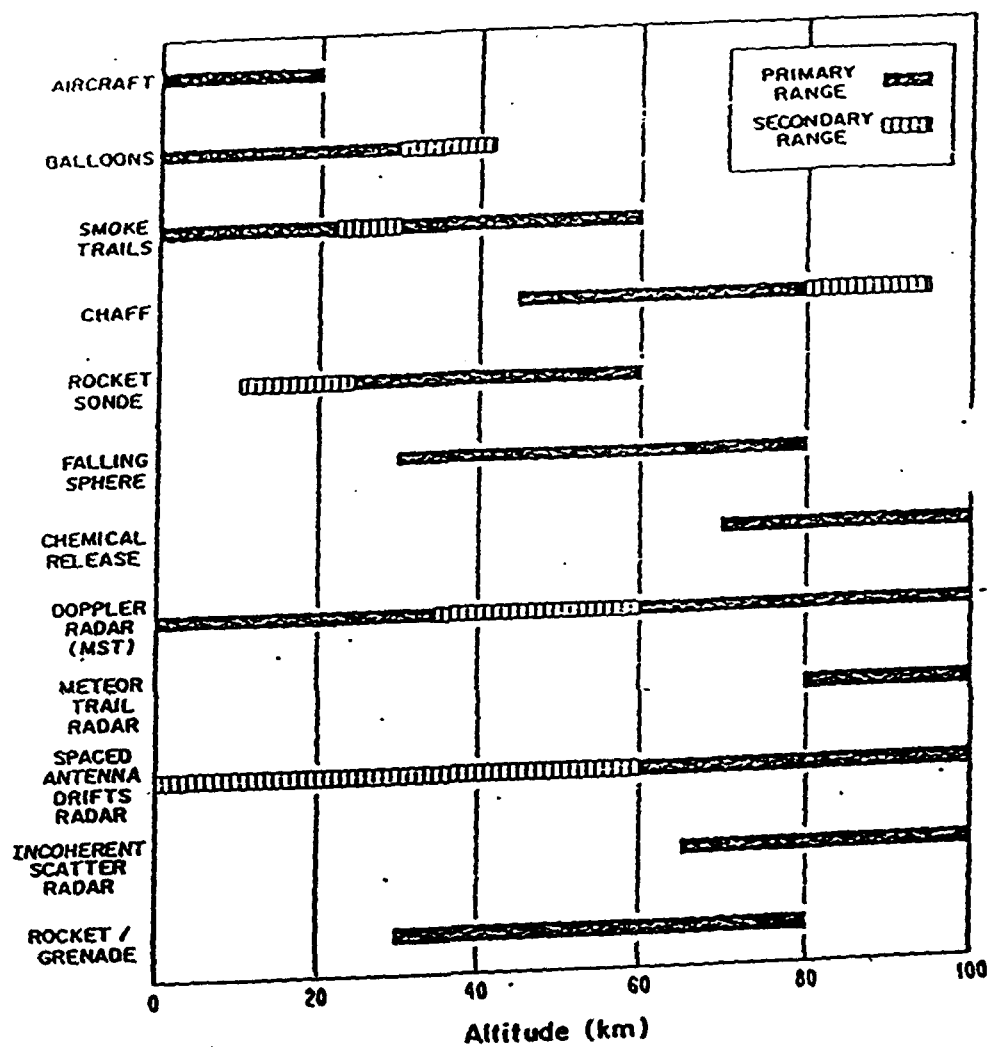 PRIMARY
RANGE
SECONDARY
RANGE
AIRCRAFT
BALLOONS
SMOKE
TRAILS
CHAFF
ROCKET
SONDE
FALLING
SPHERE
CHEMICAL
RELEASE
DOPPLER
RADAR
(MST)
METEOR
TRAIL
RADAR
SPACED
ANTENNA
DRIFTS
RADAR
INCOHERENT
SCATTER
RADAR
ROCKET /
GRENADE
0 20 40 60 80 100
Altitude (km)